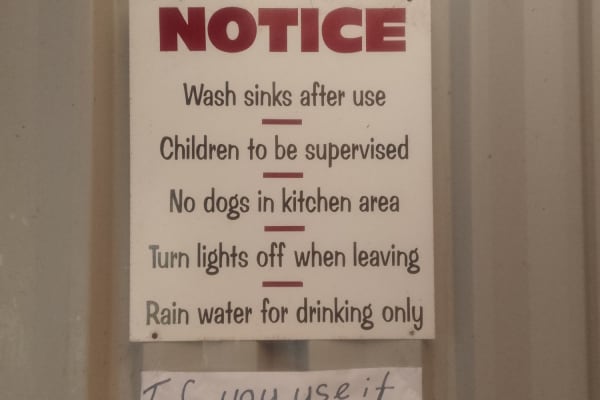 NOTICE
Wash sinks after use
Children to be supervised
No dogs in kitchen area
Turn lights off when leaving
Rain water for drinking only
If you use it